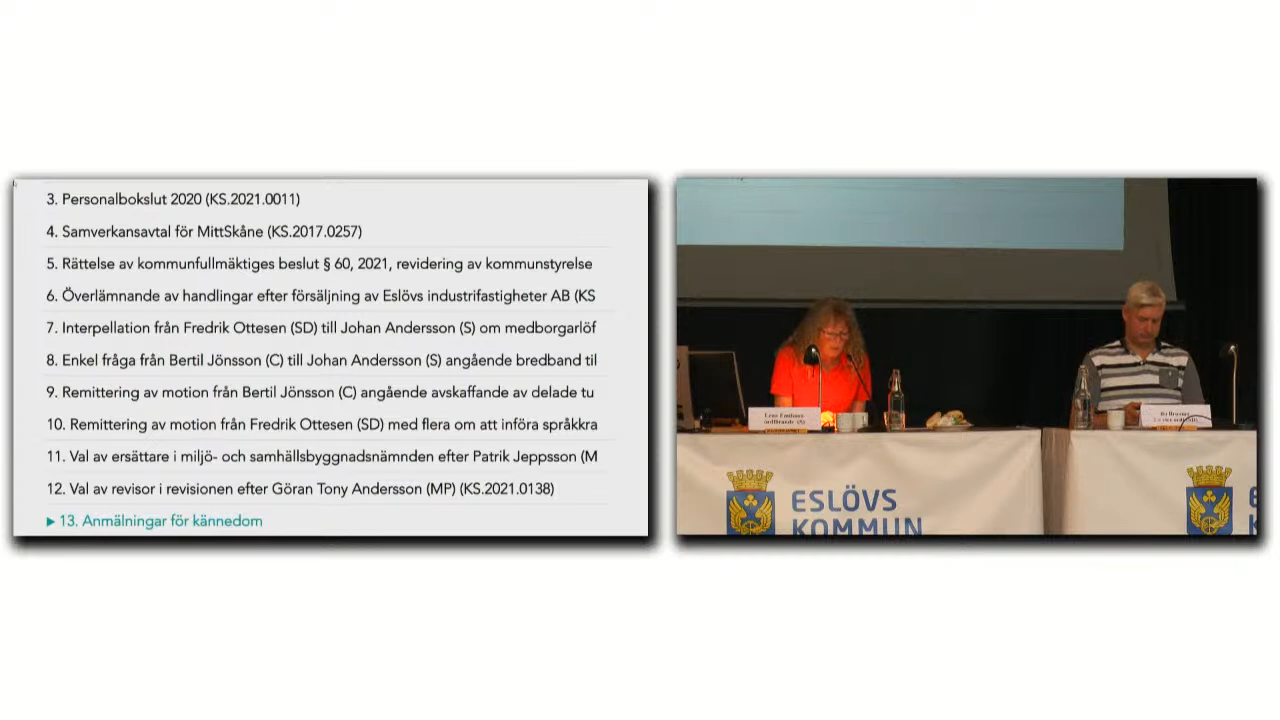 3. Personalbokslut 2020 (KS.2021.0011)
4. Samverkansavtal för MittSkåne (KS.2017.0257)
5. Rättelse av kommunfullmäktiges beslut § 60, 2021, revidering av kommunstyrelse
6. Överlämnande av handlingar efter försäljning av Eslövs industrifastigheter AB (KS
7. Interpellation från Fredrik Ottesen (SD) till Johan Andersson (S) om medborgarlöf
8. Enkel fråga från Bertil Jönsson (C) till Johan Andersson (S) angående bredband til
9. Remittering av motion från Bertil Jönsson (C) angående avskaffande av delade tu
10. Remittering av motion från Fredrik Ottesen (SD) med flera om att införa språkkra
11. Val av ersättare i miljö- och samhällsbyggnadsnämnden efter Patrik Jeppsson (M
12. Val av revisor i revisionen efter Göran Tony Andersson (MP) (KS.2021.0138)
13. Anmälningar för kännedom
ESLÖVS
KOMMUN